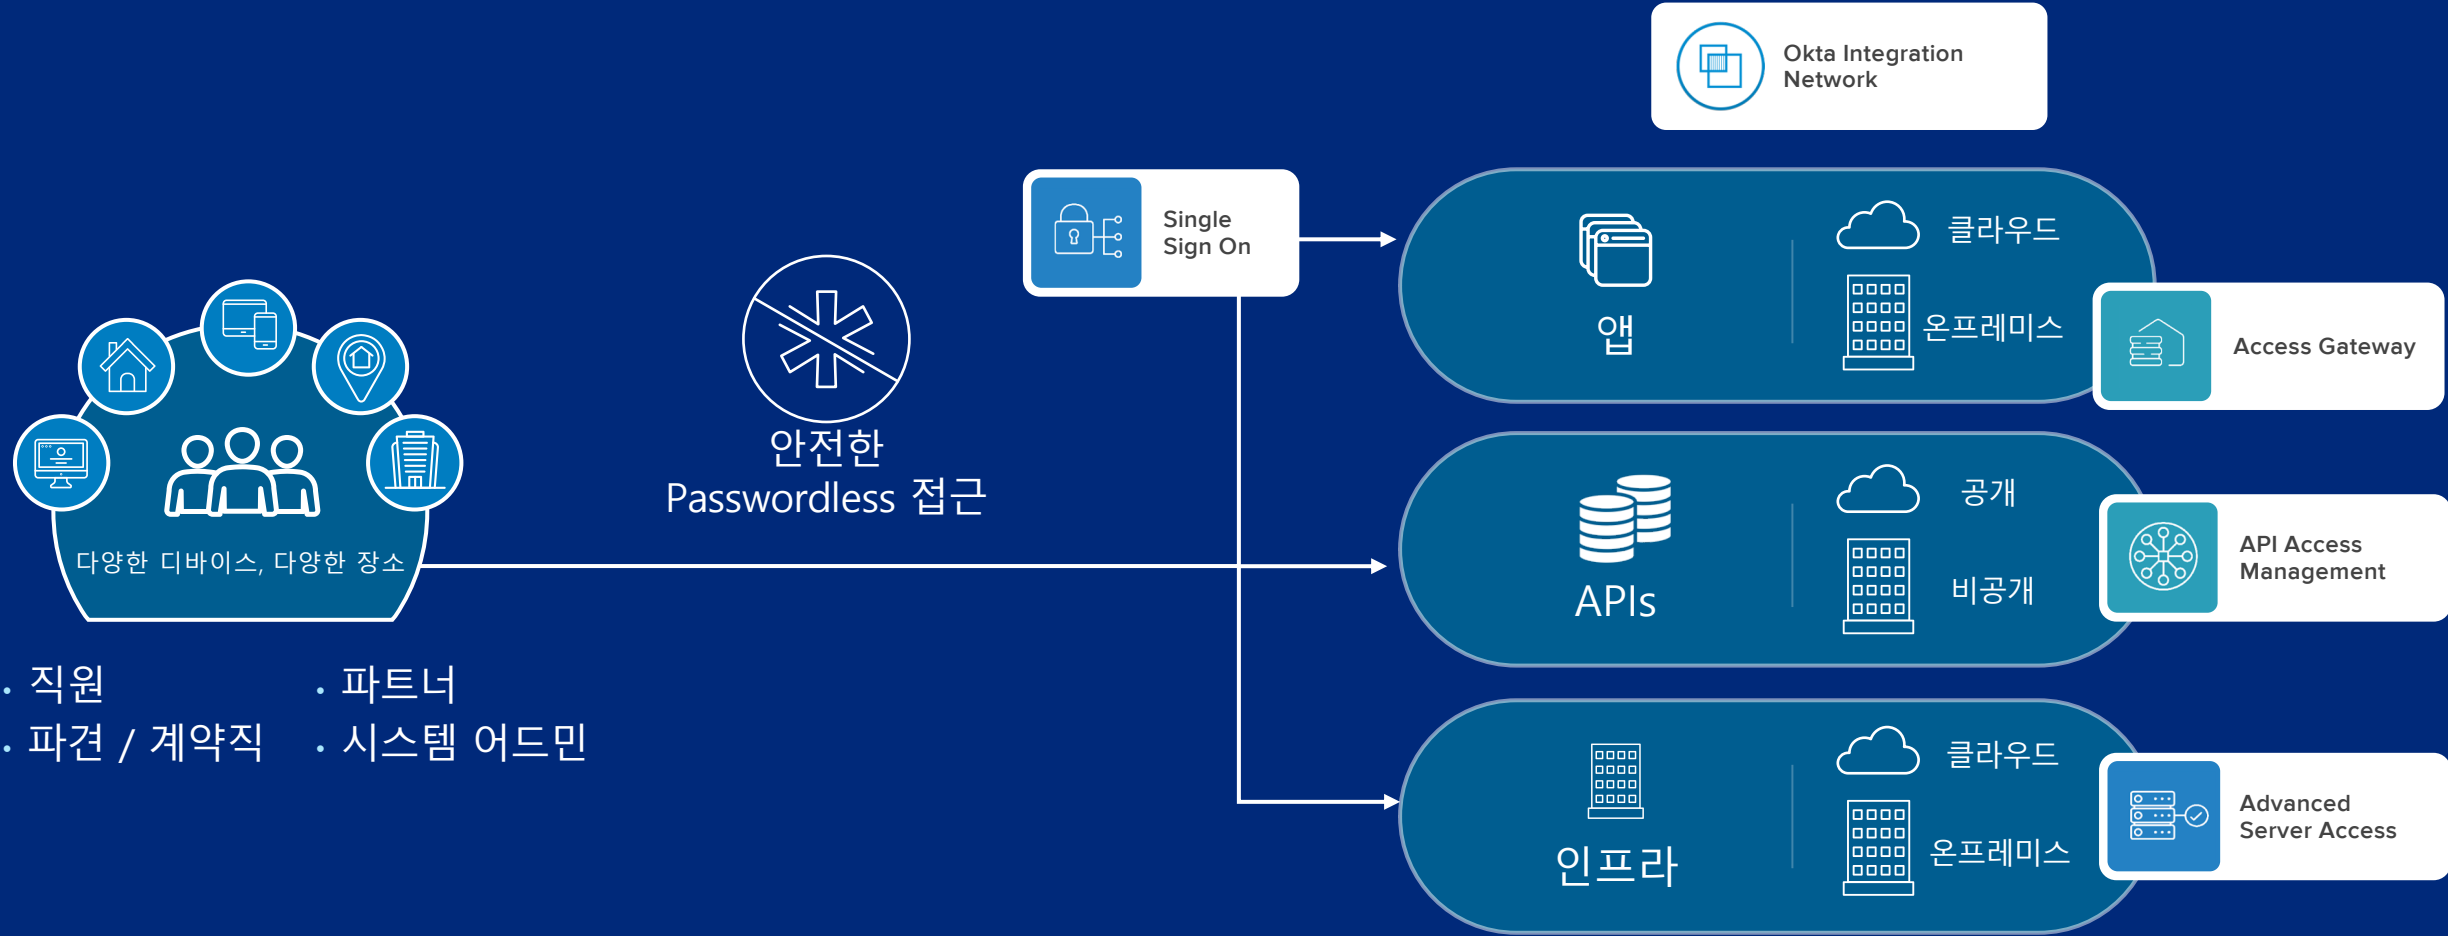 Okta Integration
Network
Single
Sign On
클라우드
온프레미스
앱
Access Gateway
안전한
Passwordless 접근
다양한 디바이스, 다양한 장소
공개
비공개
APIs
API Access
Management
· 직원
· 파견 / 계약직
· 파트너
· 시스템 어드민
클라우드
온프레미스
인프라
Advanced
Server Access